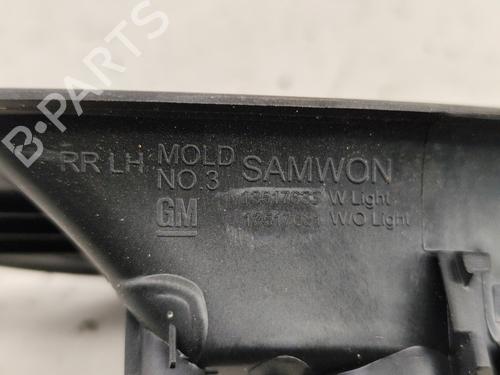 B-PARTS
RR LH MOLD NO.3 SAMWON
GM
W Light
W/O Light